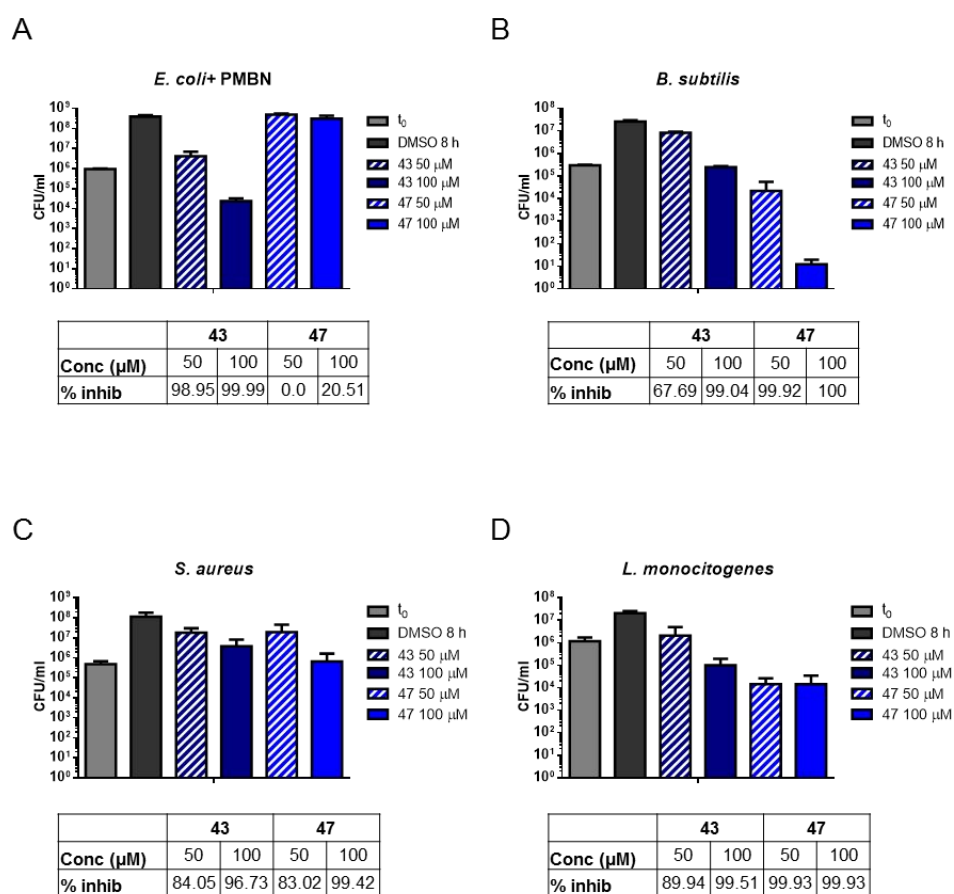 A
E. coli+ PMBN
10⁹
10⁸
10⁷
10⁶
10⁵
10⁴
10³
10²
10¹
10⁰
CFU/ml
t₀
DMSO 8 h
43 50 µM
43 100 µM
47 50 µM
47 100 µM
43 47
Conc (µM) 50 100 50 100
% inhib 98.95 99.99 0.0 20.51
B
B. subtilis
10⁸
10⁷
10⁶
10⁵
10⁴
10³
10²
10¹
10⁰
CFU/ml
t₀
DMSO 8 h
43 50 µM
43 100 µM
47 50 µM
47 100 µM
43 47
Conc (µM) 50 100 50 100
% inhib 67.69 99.04 99.92 100
C
S. aureus
10⁹
10⁸
10⁷
10⁶
10⁵
10⁴
10³
10²
10¹
10⁰
CFU/ml
t₀
DMSO 8 h
43 50 µM
43 100 µM
47 50 µM
47 100 µM
43 47
Conc (µM) 50 100 50 100
% inhib 84.05 96.73 83.02 99.42
D
L. monocitogenes
10⁸
10⁷
10⁶
10⁵
10⁴
10³
10²
10¹
10⁰
CFU/ml
t₀
DMSO 8 h
43 50 µM
43 100 µM
47 50 µM
47 100 µM
43 47
Conc (µM) 50 100 50 100
% inhib 89.94 99.51 99.93 99.93